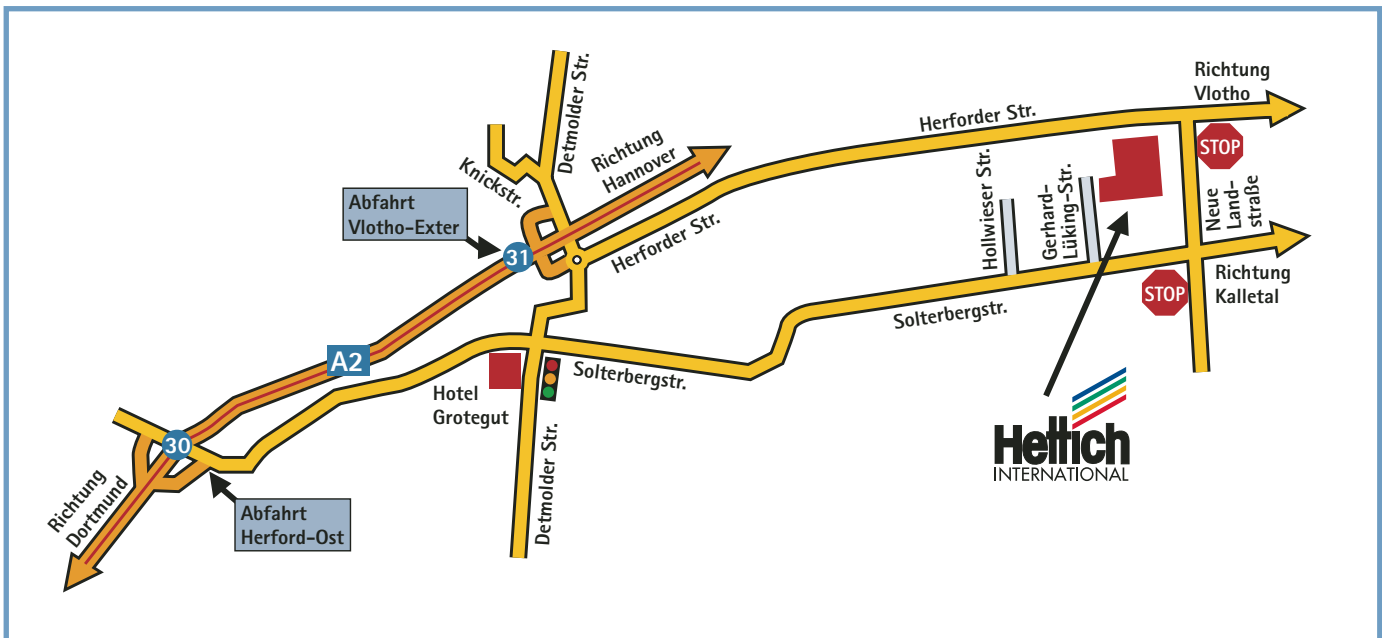 Richtung
Vlotho
Detmolder Str.
Herforder Str.
Richtung
Hannover
STOP
Knickstr.
Abfahrt
Vlotho-Exter
Hollwieser Str.
Gerhard-
Lüking-Str.
Neue
Land-
straße
Herforder Str.
31
Richtung
Kalletal
STOP
Solterbergstr.
A2
Solterbergstr.
Hotel
Grotegut
Hettich
INTERNATIONAL
30
Detmolder Str.
Richtung
Dortmund
Abfahrt
Herford-Ost